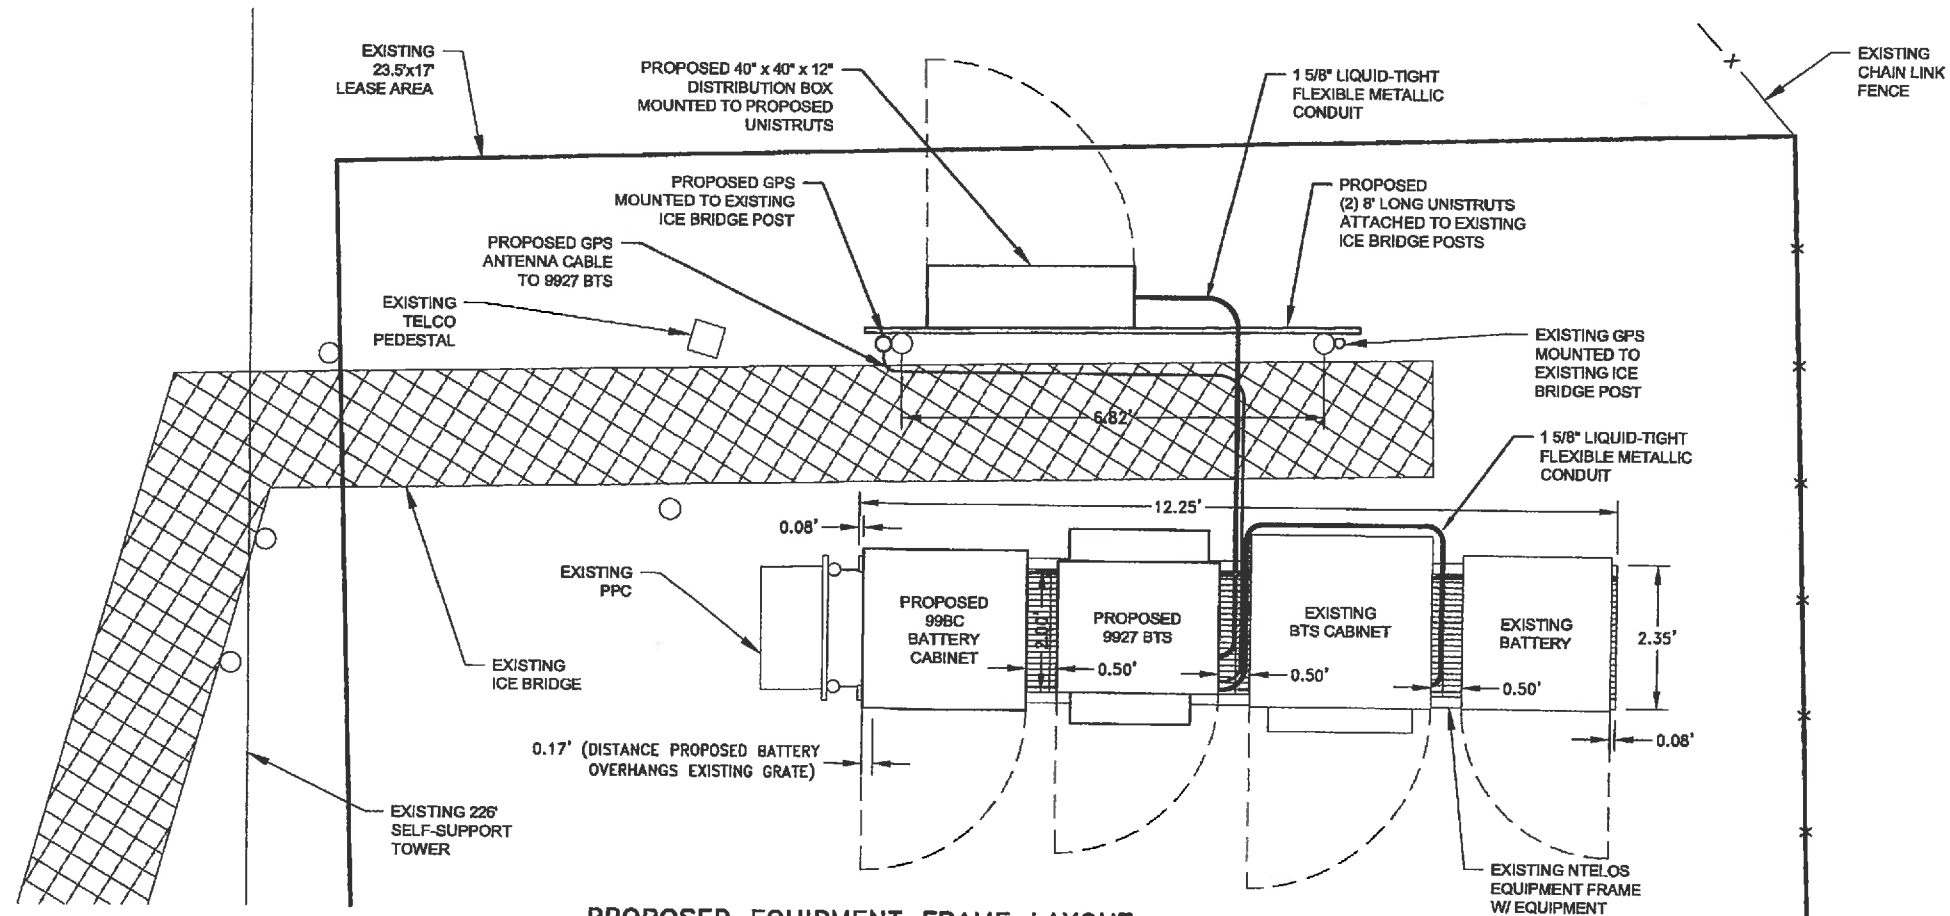 EXISTING
23.5'x17'
LEASE AREA
PROPOSED 40" x 40" x 12"
DISTRIBUTION BOX
MOUNTED TO PROPOSED
UNISTRUTS
1 5/8" LIQUID-TIGHT
FLEXIBLE METALLIC
CONDUIT
X
EXISTING
CHAIN LINK
FENCE
PROPOSED GPS
MOUNTED TO EXISTING
ICE BRIDGE POST
PROPOSED
(2) 8' LONG UNISTRUTS
ATTACHED TO EXISTING
ICE BRIDGE POSTS
PROPOSED GPS
ANTENNA CABLE
TO 9927 BTS
EXISTING
TELCO
PEDESTAL
EXISTING GPS
MOUNTED TO
EXISTING ICE
BRIDGE POST
6.82'
1 5/8" LIQUID-TIGHT
FLEXIBLE METALLIC
CONDUIT
12.25'
0.08'
EXISTING
PPC
PROPOSED
99BC
BATTERY
CABINET
2.00'
PROPOSED
9927 BTS
EXISTING
BTS CABINET
EXISTING
BATTERY
2.35'
0.50'
0.50'
0.50'
EXISTING
ICE BRIDGE
0.17' (DISTANCE PROPOSED BATTERY
OVERHANGS EXISTING GRATE)
0.08'
EXISTING 226'
SELF-SUPPORT
TOWER
EXISTING NTELOS
EQUIPMENT FRAME
W/ EQUIPMENT
PROPOSED EQUIPMENT FRAME LAYOUT